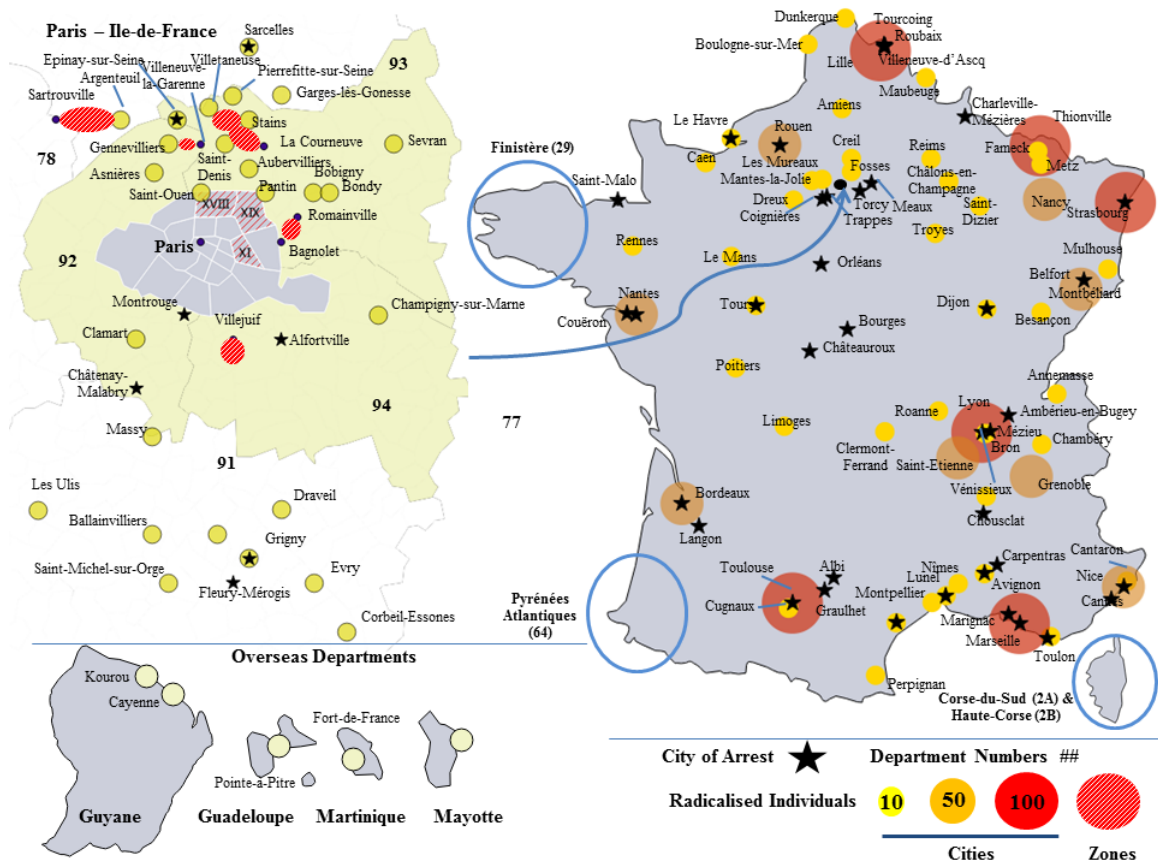 Paris – Ile-de-France
Sarcelles
93
Epinay-sur-Seine
Villetaneuse
Argenteuil
Villeneuve-
la-Garenne
Pierrefitte-sur-Seine
Sartrouville
Garges-lès-Gonesse
Stains
78
Gennevilliers
La Courneuve
Sevran
Saint-
Denis
Aubervilliers
Asnières
Bobigny
Saint-Ouen
Pantin
Bondy
XVIII
XIX
Romainville
Paris
XI
Bagnolet
92
Montrouge
Champigny-sur-Marne
Villejuif
Clamart
Alfortville
Châtenay-
Malabry
94
77
Massy
91
Les Ulis
Draveil
Ballainvilliers
Grigny
Saint-Michel-sur-Orge
Evry
Fleury-Mérogis
Corbeil-Essones
Dunkerque
Tourcoing
Roubaix
Boulogne-sur-Mer
Lille
Villeneuve-d'Ascq
Maubeuge
Amiens
Charleville-
Mézières
Thionville
Le Havre
Rouen
Creil
Reims
Fameck
Caen
Les Mureaux
Fosses
Metz
Finistère (29)
Mantes-la-Jolie
Châlons-en-
Champagne
Saint-Malo
Dreux
Torcy
Meaux
Nancy
Coignières
Trappes
Saint-
Dizier
Strasbourg
Rennes
Troyes
Mulhouse
Le Mans
Orléans
Belfort
Nantes
Tours
Dijon
Montbéliard
Couëron
Bourges
Besançon
Châteauroux
Poitiers
Annemasse
Lyon
Roanne
Ambérieu-en-Bugey
Limoges
Mézieu
Clermont-
Ferrand
Bron
Chambéry
Saint-Etienne
Grenoble
Bordeaux
Vénissieux
Chousclat
Langon
Carpentras
Cantaron
Toulouse
Albi
Nîmes
Lunel
Avignon
Nice
Cugnaux
Graulhet
Montpellier
Cannes
Pyrénées
Atlantiques
(64)
Marignac
Marseille
Toulon
Perpignan
Corse-du-Sud (2A) &
Haute-Corse (2B)
Overseas Departments
Kourou
Cayenne
Fort-de-France
Pointe-à-Pitre
Guyane
Guadeloupe
Martinique
Mayotte
City of Arrest
Department Numbers ##
Radicalised Individuals
10
50
100
Cities
Zones